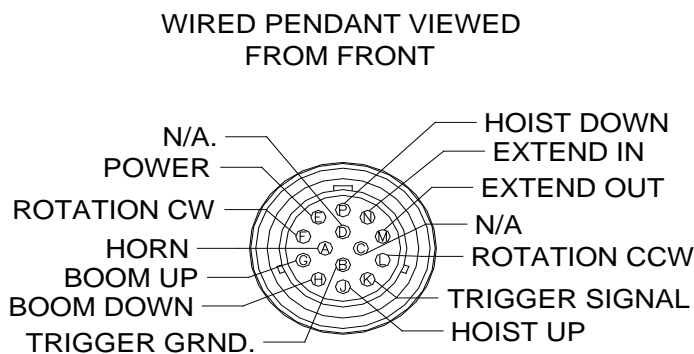 WIRED PENDANT VIEWED
FROM FRONT
N/A.
POWER
ROTATION CW
HORN
BOOM UP
BOOM DOWN
TRIGGER GRND.
HOIST DOWN
EXTEND IN
EXTEND OUT
N/A
ROTATION CCW
TRIGGER SIGNAL
HOIST UP
E P N
F D M
A C
G B L
H J K